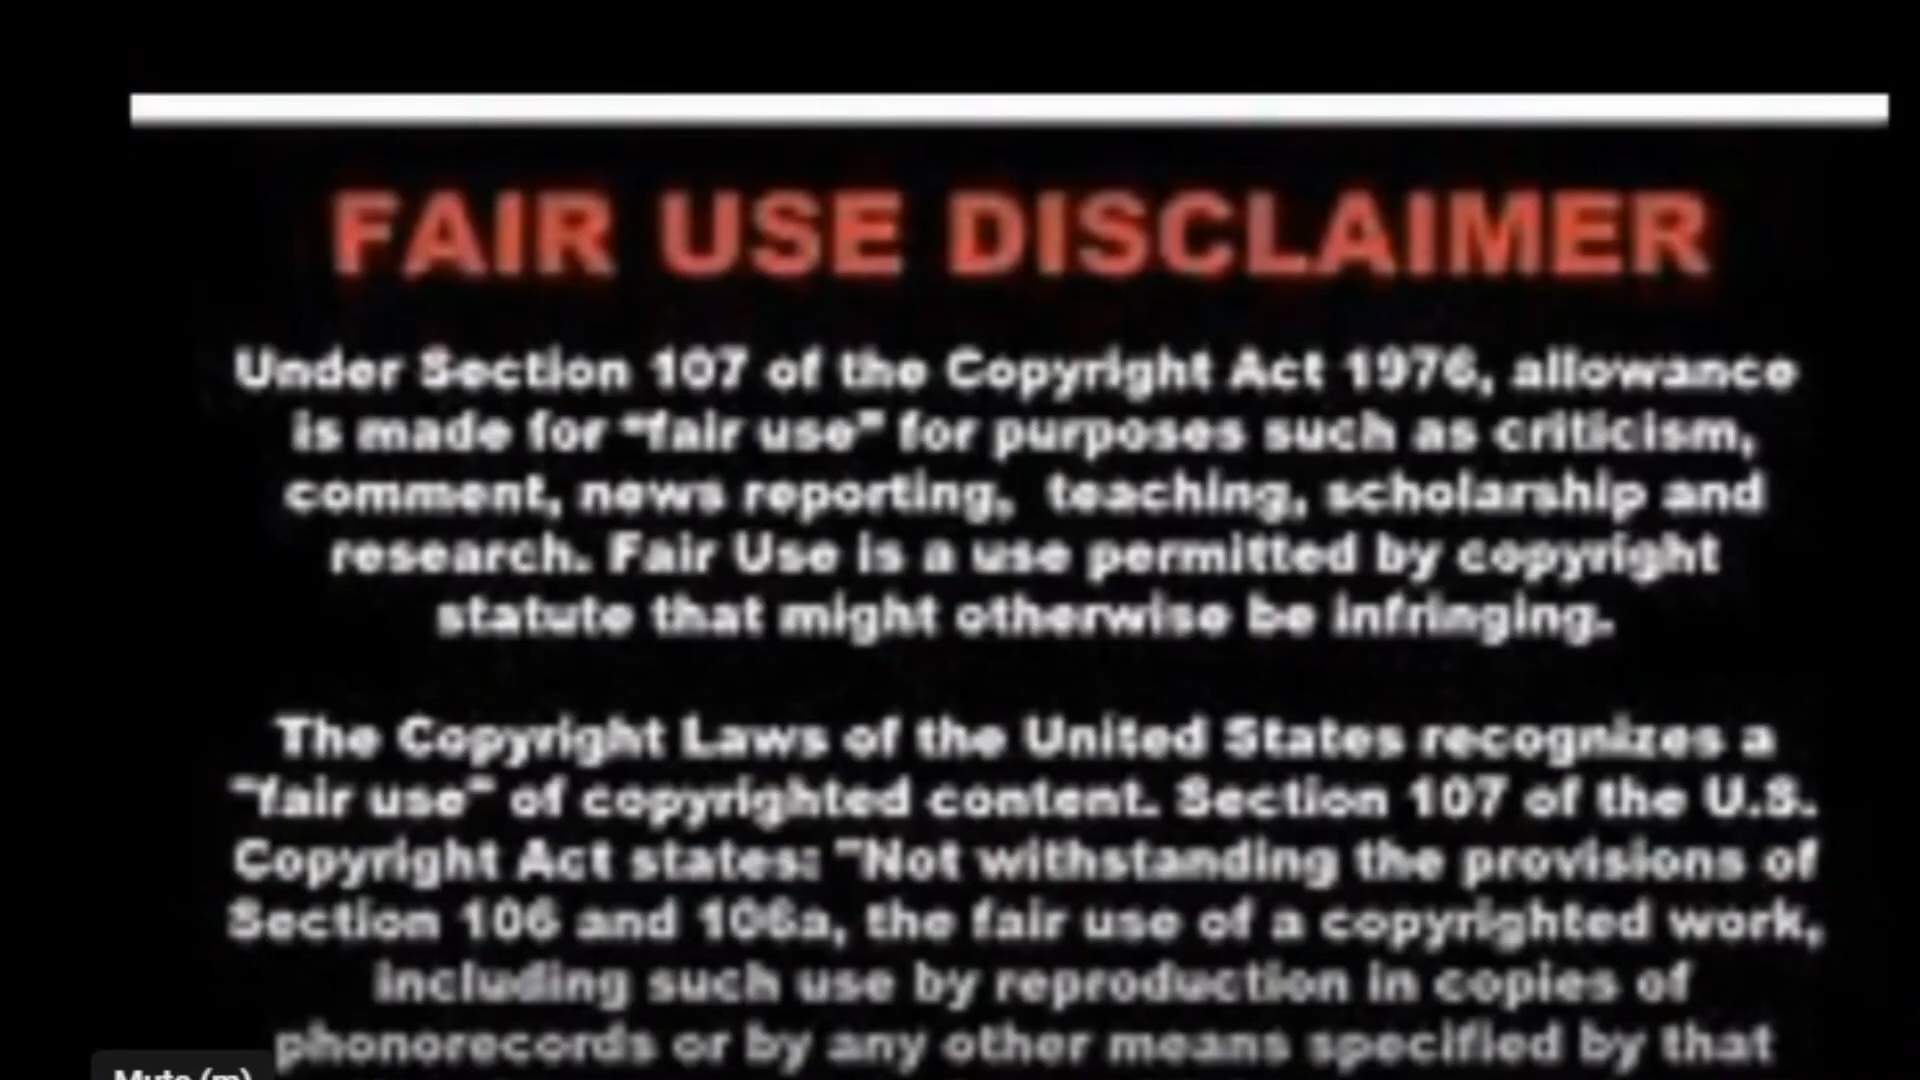 FAIR USE DISCLAIMER
Under Section 107 of the Copyright Act 1976, allowance
is made for "fair use" for purposes such as criticism,
comment, news reporting,  teaching, scholarship and
research. Fair Use is a use permitted by copyright
statute that might otherwise be infringing.
The Copyright Laws of the United States recognizes a
"fair use" of copyrighted content. Section 107 of the U.S.
Copyright Act states: "Not withstanding the provisions of
Section 106 and 106a, the fair use of a copyrighted work,
including such use by reproduction in copies of
phonorecords or by any other means specified by that
Mute (m)